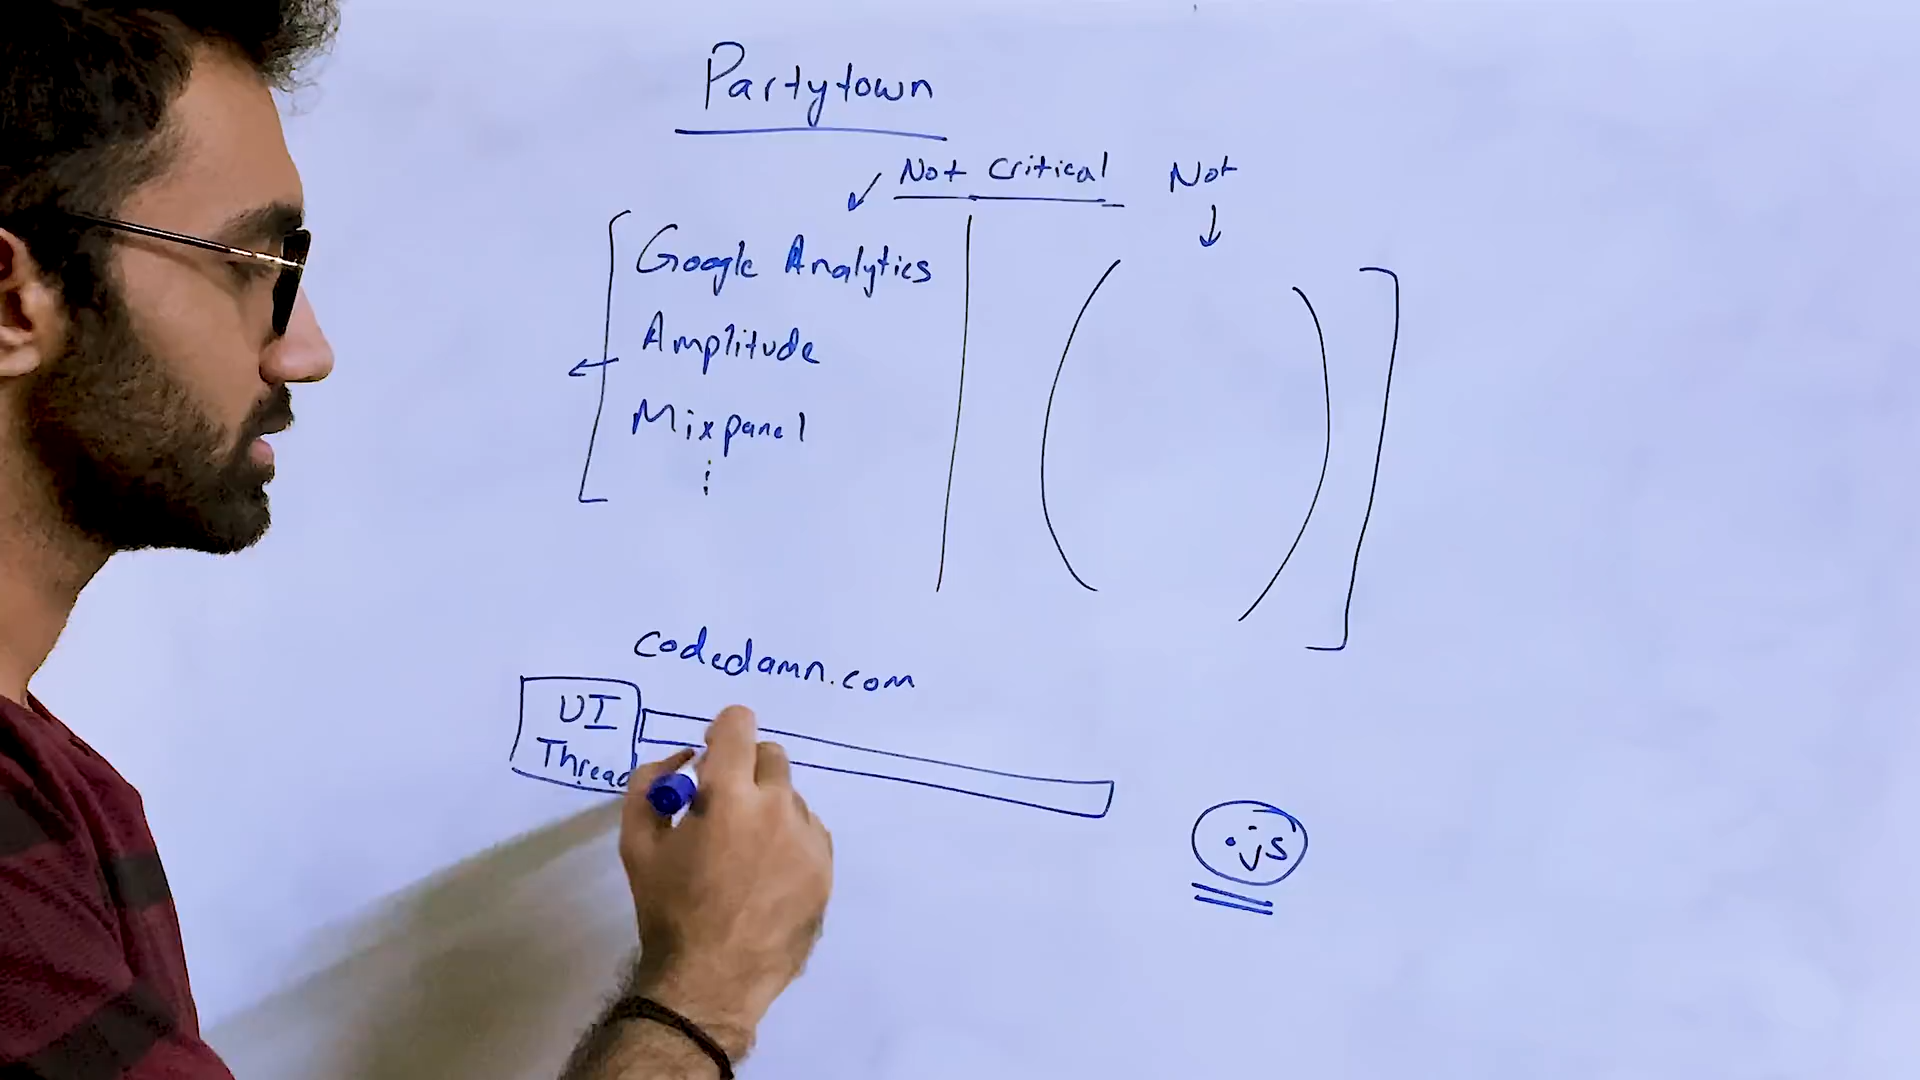 Partytown
Not Critical Not
Google Analytics
Amplitude
Mixpanel
codedamn.com
UI
Thread
.js